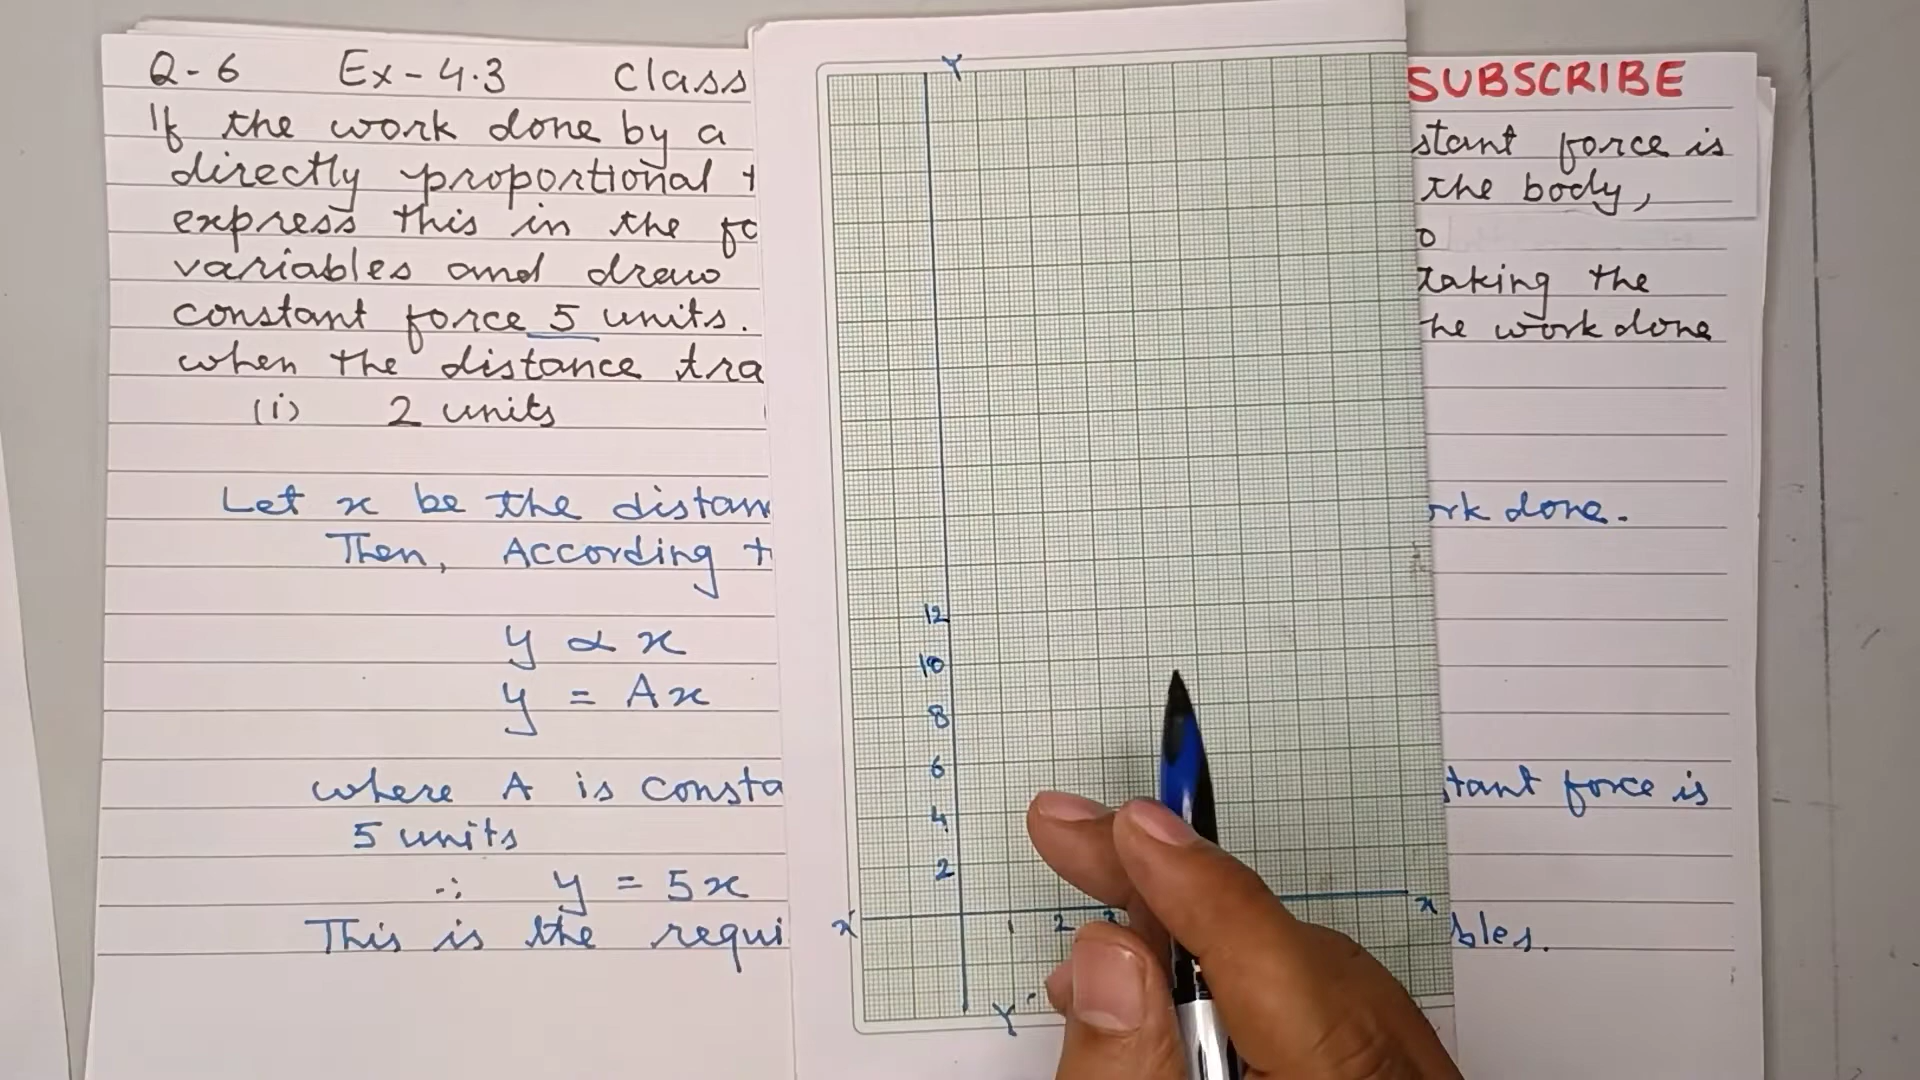 Q-6 Ex-4.3 Class
SUBSCRIBE
If the work done by a
stant force is
directly proportional t
the body,
express this in the fo
variables and draw
taking the
constant force 5 units.
he work done
when the distance tra
(i) 2 units
Let x be the distan
ork done.
Then, According t
y ∝ x
y = Ax
where A is consta
stant force is
5 units
∴ y = 5x
This is the requi
bles.
Y
12
10
8
6
4
2
X'
1 2 3
X
Y'